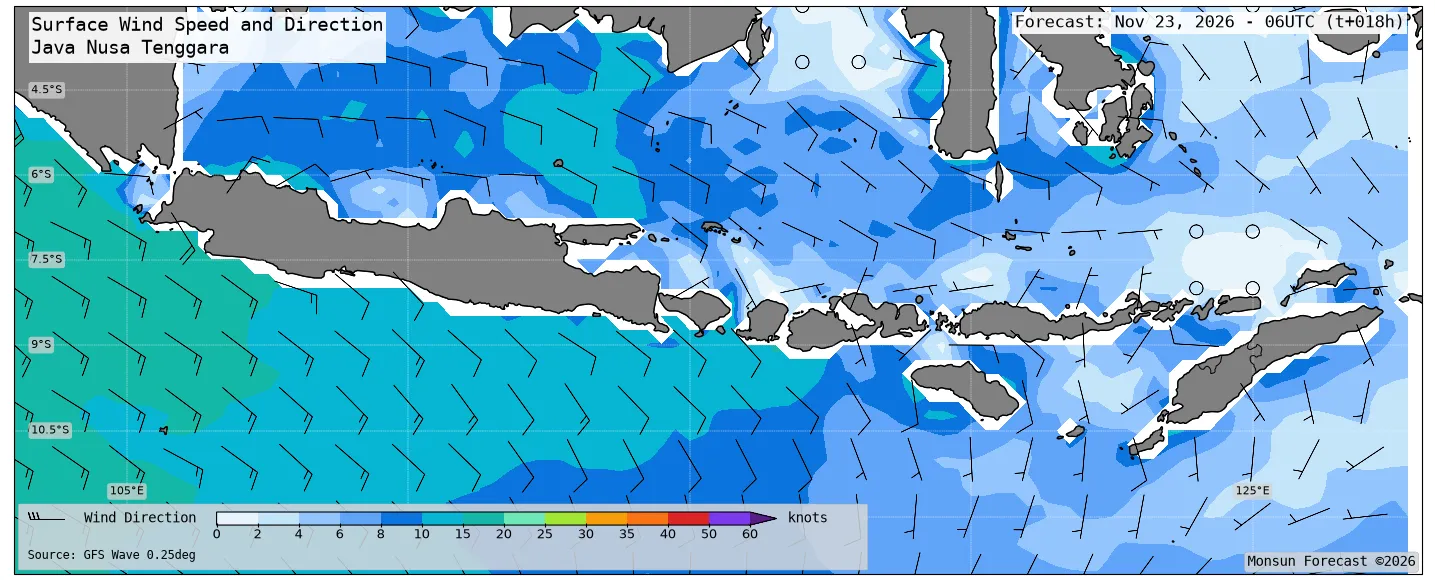 Surface Wind Speed and Direction
Java Nusa Tenggara
Forecast: Nov 23, 2026 - 06UTC (t+018h)
4.5°S
6°S
7.5°S
9°S
10.5°S
105°E
125°E
Wind Direction
0 2 4 6 8 10 15 20 25 30 35 40 50 60
knots
Source: GFS Wave 0.25deg
Monsun Forecast ©2026